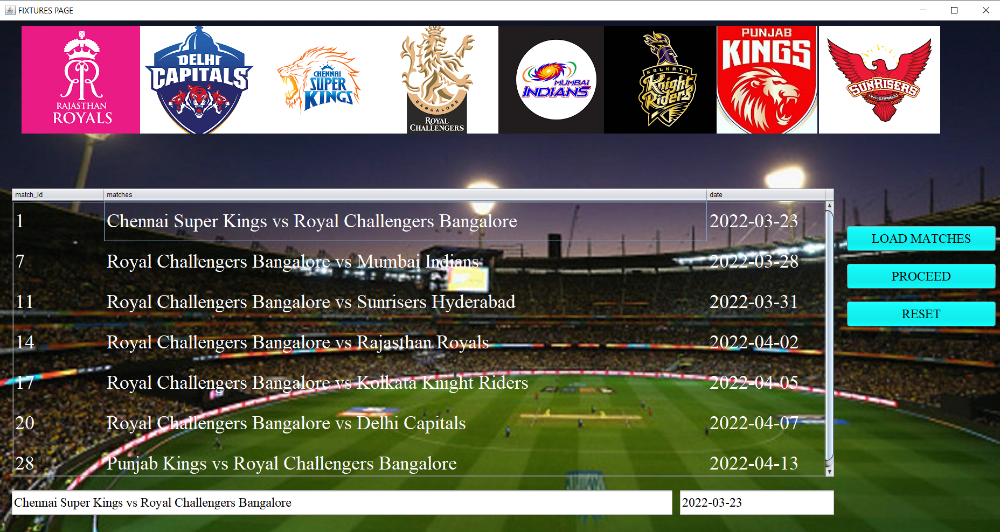 FIXTURES PAGE
RAJASTHAN
ROYALS
DELHI
CAPITALS
CHENNAI
SUPER
KINGS
BANGALORE
ROYAL
CHALLENGERS
MUMBAI
INDIANS
KOLKATA
Knight
Riders
PUNJAB
KINGS
SUNRISERS
HYDERABAD
match_id matches date
1 Chennai Super Kings vs Royal Challengers Bangalore 2022-03-23
7 Royal Challengers Bangalore vs Mumbai Indians 2022-03-28
11 Royal Challengers Bangalore vs Sunrisers Hyderabad 2022-03-31
14 Royal Challengers Bangalore vs Rajasthan Royals 2022-04-02
17 Royal Challengers Bangalore vs Kolkata Knight Riders 2022-04-05
20 Royal Challengers Bangalore vs Delhi Capitals 2022-04-07
28 Punjab Kings vs Royal Challengers Bangalore 2022-04-13
LOAD MATCHES
PROCEED
RESET
Chennai Super Kings vs Royal Challengers Bangalore 2022-03-23